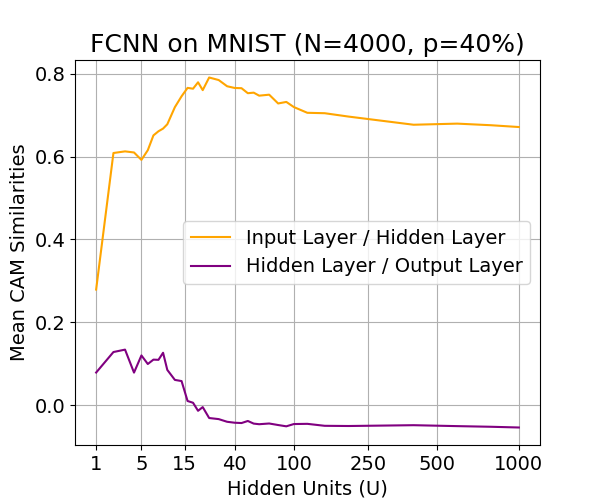 FCNN on MNIST (N=4000, p=40%)
Mean CAM Similarities
0.8
0.6
0.4
0.2
0.0
Input Layer / Hidden Layer
Hidden Layer / Output Layer
1 5 15 40 100 250 500 1000
Hidden Units (U)